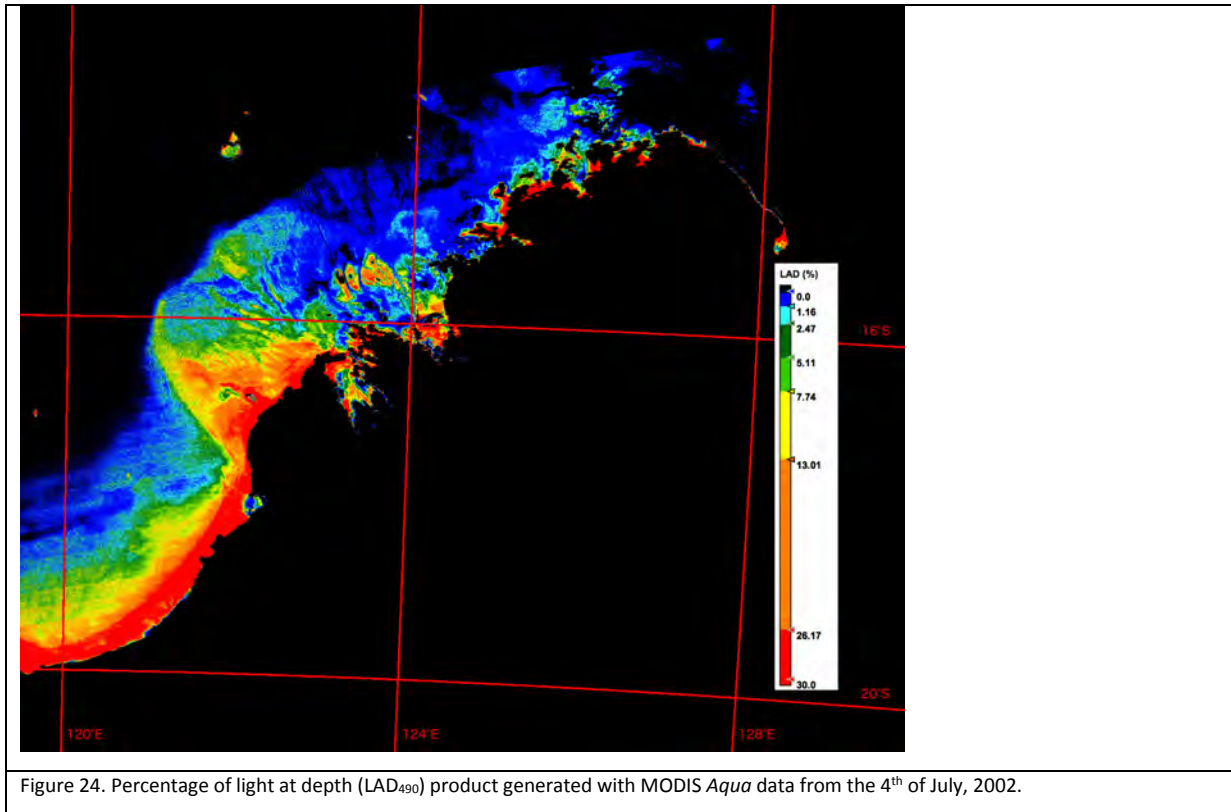 LAD (%)
0.0
1.16
2.47
5.11
7.74
13.01
26.17
30.0
16°S
20°S
120°E
124°E
128°E
Figure 24. Percentage of light at depth (LAD490) product generated with MODIS Aqua data from the 4th of July, 2002.